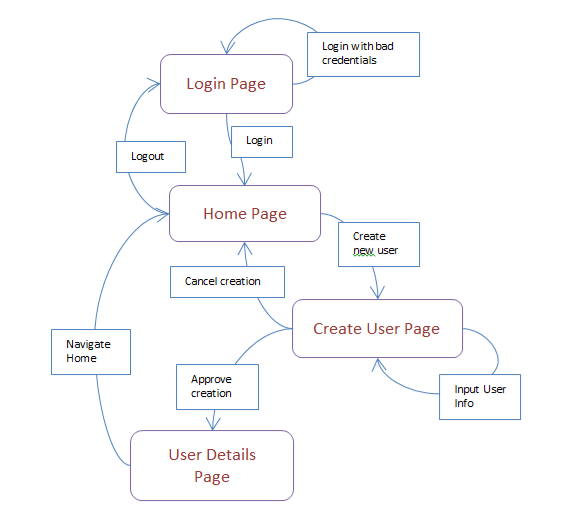 Login with bad
credentials
Login Page
Login
Logout
Home Page
Create
new user
Cancel creation
Create User Page
Navigate
Home
Approve
creation
Input User
Info
User Details
Page